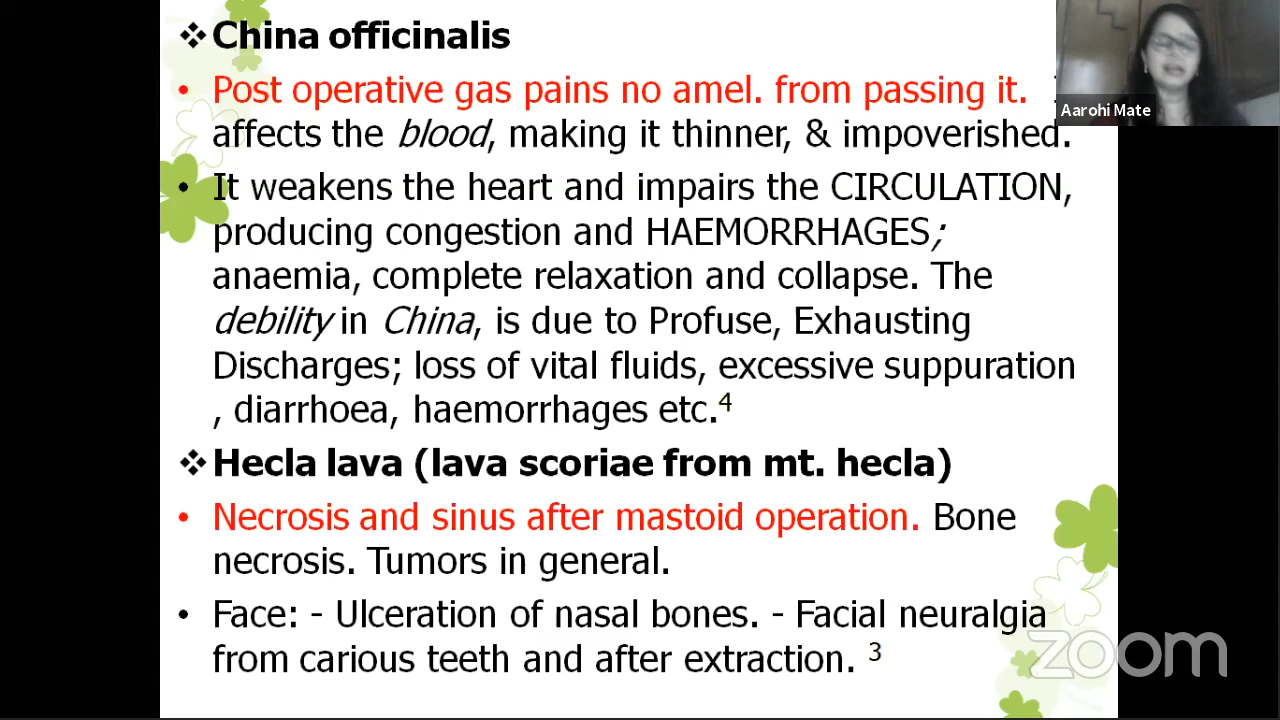 ❖China officinalis
• Post operative gas pains no amel. from passing it.
affects the blood, making it thinner, & impoverished.
• It weakens the heart and impairs the CIRCULATION,
producing congestion and HAEMORRHAGES;
anaemia, complete relaxation and collapse. The
debility in China, is due to Profuse, Exhausting
Discharges; loss of vital fluids, excessive suppuration
, diarrhoea, haemorrhages etc.4
❖Hecla lava (lava scoriae from mt. hecla)
• Necrosis and sinus after mastoid operation. Bone
necrosis. Tumors in general.
• Face: - Ulceration of nasal bones. - Facial neuralgia
from carious teeth and after extraction. 3
Aarohi Mate
zoom